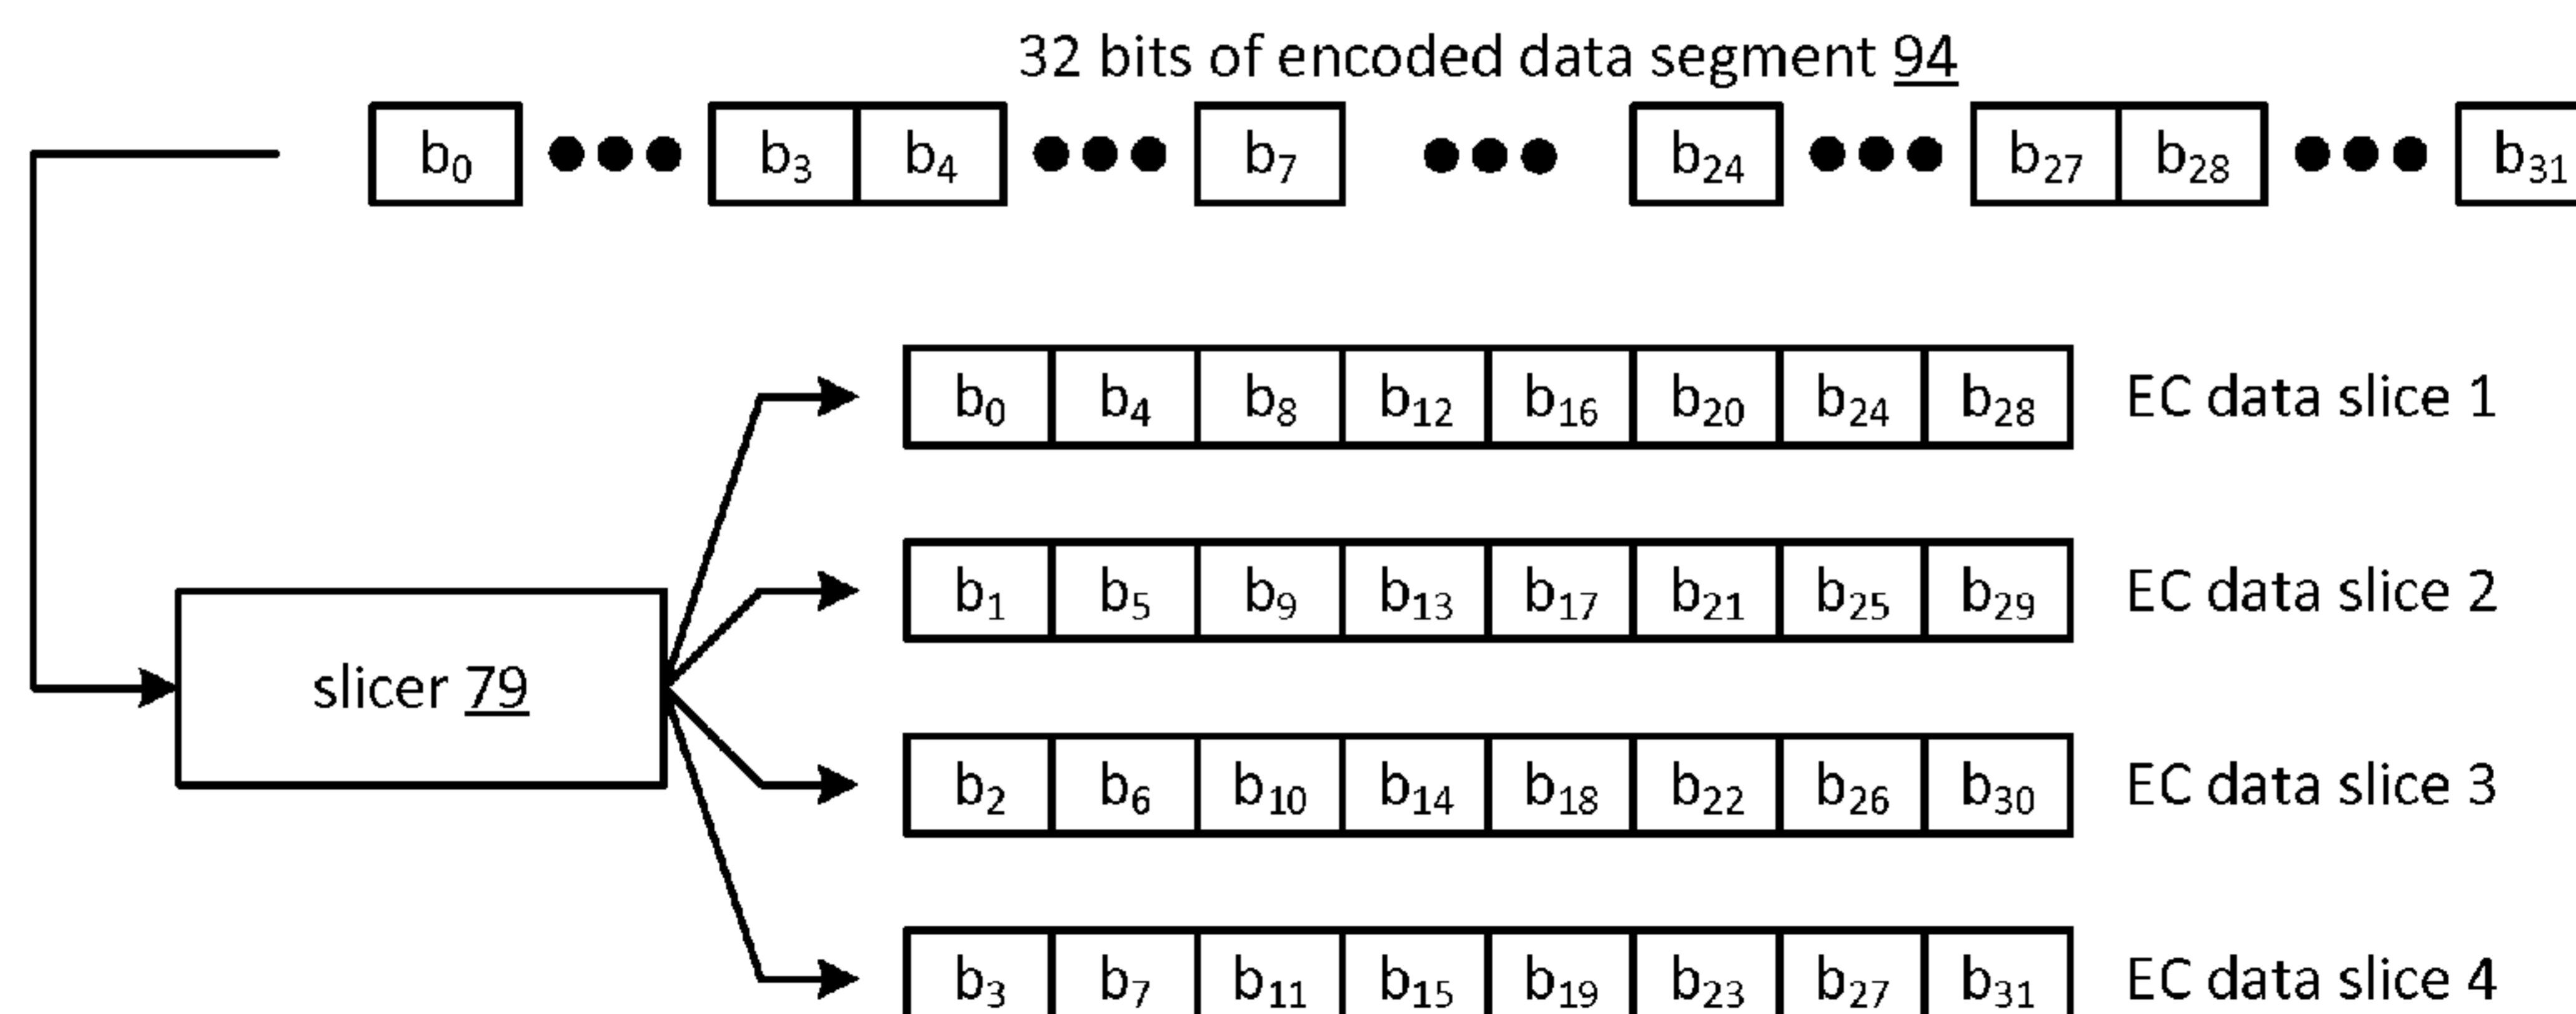 32 bits of encoded data segment 94
b0 ●●● b3 b4 ●●● b7 ●●● b24 ●●● b27 b28 ●●● b31
b0 b4 b8 b12 b16 b20 b24 b28 EC data slice 1
b1 b5 b9 b13 b17 b21 b25 b29 EC data slice 2
slicer 79
b2 b6 b10 b14 b18 b22 b26 b30 EC data slice 3
b3 b7 b11 b15 b19 b23 b27 b31 EC data slice 4